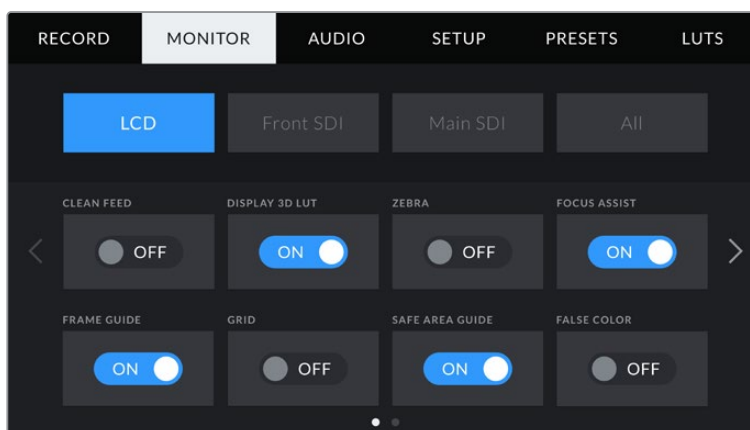 RECORD MONITOR AUDIO SETUP PRESETS LUTS
LCD Front SDI Main SDI All
CLEAN FEED DISPLAY 3D LUT ZEBRA FOCUS ASSIST
OFF ON OFF ON
FRAME GUIDE GRID SAFE AREA GUIDE FALSE COLOR
ON OFF ON OFF